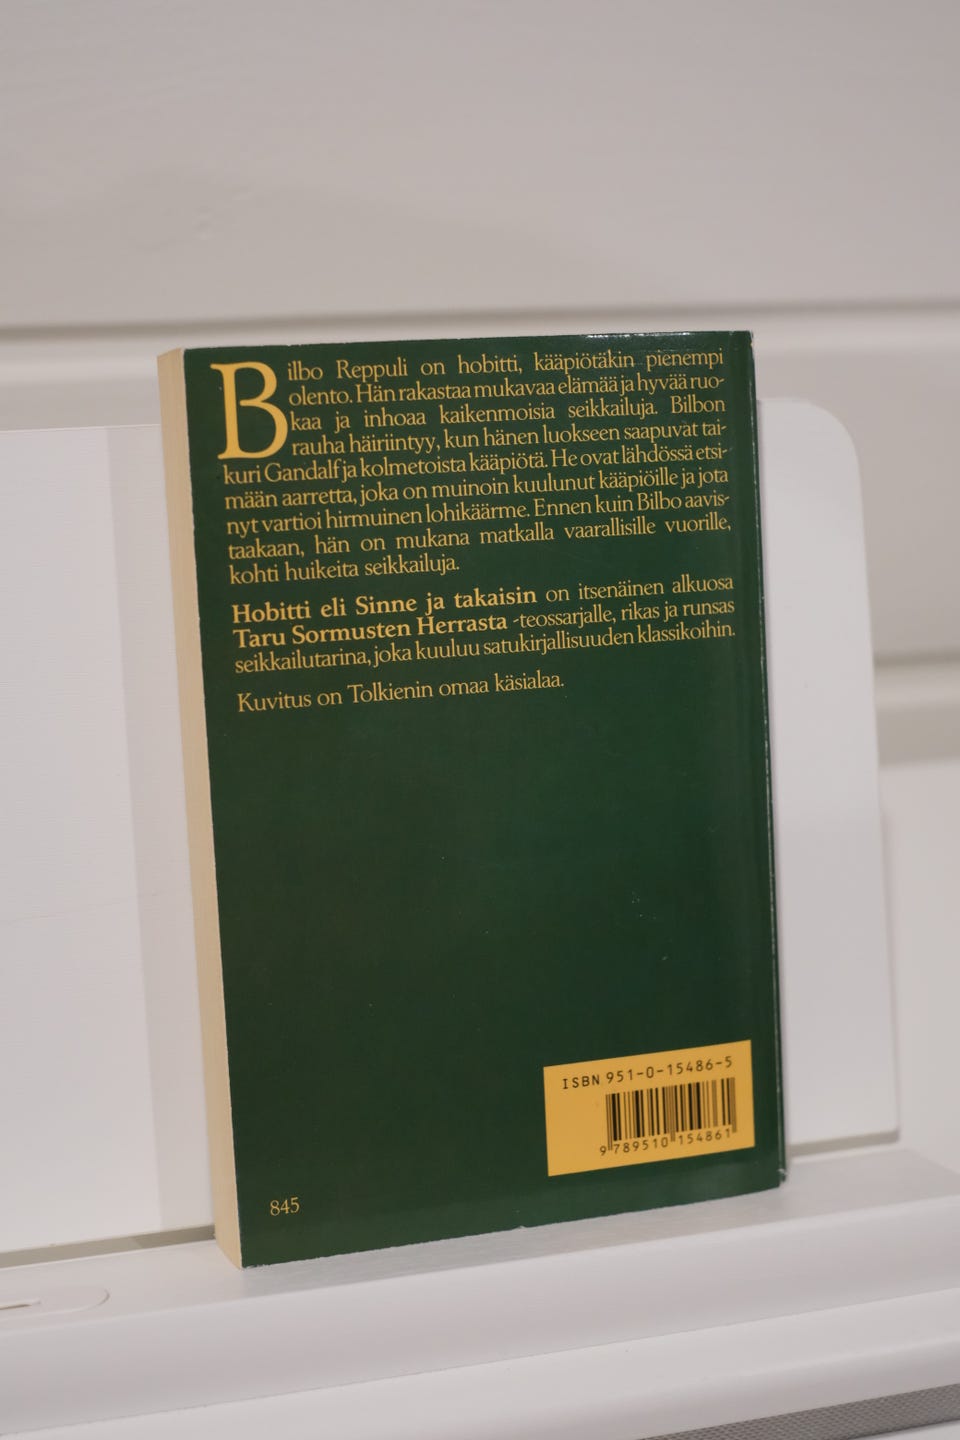 Bilbo Reppuli on hobitti, kääpiötäkin pienempi
olento. Hän rakastaa mukavaa elämää ja hyvää ruo-
kaa ja inhoaa kaikenmoisia seikkailuja. Bilbon
rauha häiriintyy, kun hänen luokseen saapuvat tai-
kuri Gandalf ja kolmetoista kääpiötä. He ovat lähdössä etsi-
mään aarretta, joka on muinoin kuulunut kääpiöille ja jota
nyt vartioi hirmuinen lohikäärme. Ennen kuin Bilbo aavis-
taakaan, hän on mukana matkalla vaarallisille vuorille,
kohti huikeita seikkailuja.
Hobitti eli Sinne ja takaisin on itsenäinen alkuosa
Taru Sormusten Herrasta -teossarjalle, rikas ja runsas
seikkailutarina, joka kuuluu satukirjallisuuden klassikoihin.
Kuvitus on Tolkienin omaa käsialaa.
ISBN 951-0-15486-5
9 789510 154861
845